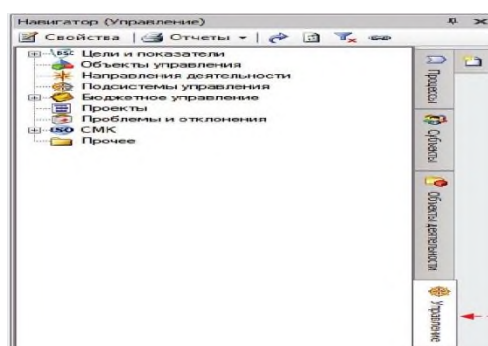 Навигатор (Управление)
Свойства Отчеты
BSC Цели и показатели
Объекты управления
Направления деятельности
Подсистемы управления
Бюджетное управление
Проекты
Проблемы и отклонения
ISO СМК
Прочее
Процессы
Субъекты
Объекты деятельности
Управление